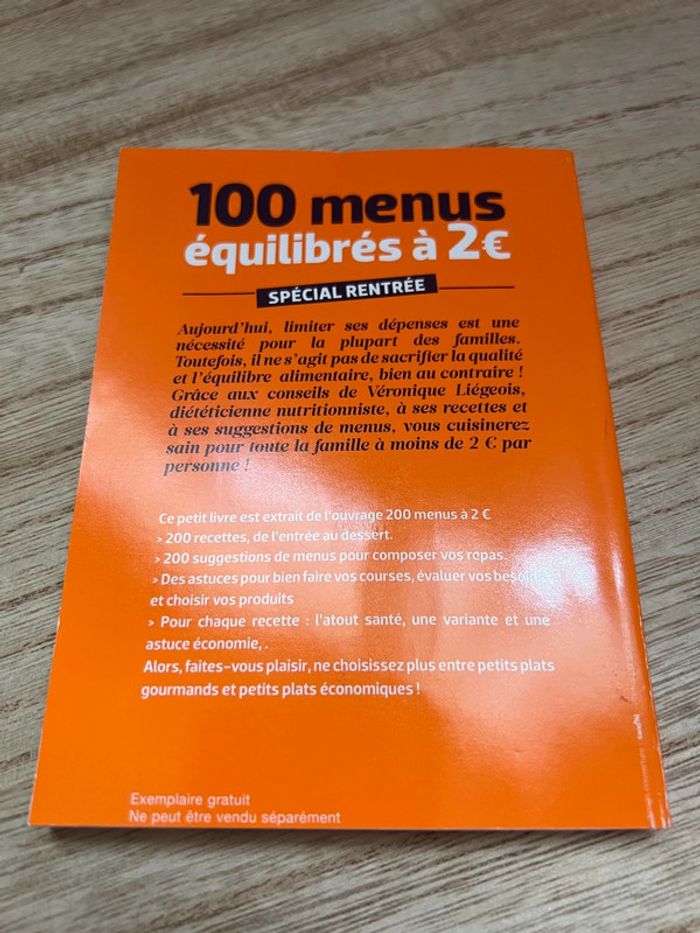 100 menus
équilibrés à 2€
SPÉCIAL RENTRÉE
Aujourd'hui, limiter ses dépenses est une
nécessité pour la plupart des familles.
Toutefois, il ne s'agit pas de sacrifier la qualité
et l'équilibre alimentaire, bien au contraire !
Grâce aux conseils de Véronique Liégeois,
diététicienne nutritionniste, à ses recettes et
à ses suggestions de menus, vous cuisinerez
sain pour toute la famille à moins de 2 € par
personne !
Ce petit livre est extrait de l'ouvrage 200 menus à 2 €
> 200 recettes, de l'entrée au dessert.
> 200 suggestions de menus pour composer vos repas.
> Des astuces pour bien faire vos courses, évaluer vos besoins
et choisir vos produits
> Pour chaque recette : l'atout santé, une variante et une
astuce économie, .
Alors, faites-vous plaisir, ne choisissez plus entre petits plats
gourmands et petits plats économiques !
Exemplaire gratuit
Ne peut être vendu séparément